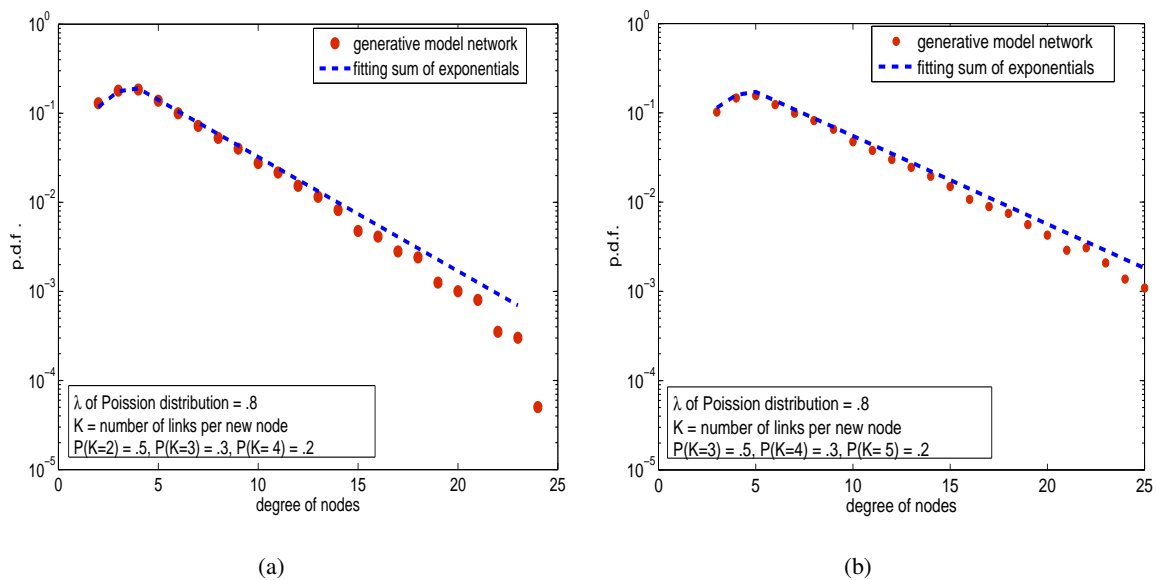 10^0
10^-1
10^-2
10^-3
10^-4
10^-5
p.d.f .
generative model network
fitting sum of exponentials
λ of Poission distribution = .8
K = number of links per new node
P(K=2) = .5, P(K=3) = .3, P(K= 4) = .2
0 5 10 15 20 25
degree of nodes
(a)
10^0
10^-1
10^-2
10^-3
10^-4
10^-5
p.d.f.
generative model network
fitting sum of exponentials
λ of Poission distribution = .8
K = number of links per new node
P(K=3) = .5, P(K=4) = .3, P(K= 5) = .2
0 5 10 15 20 25
degree of nodes
(b)